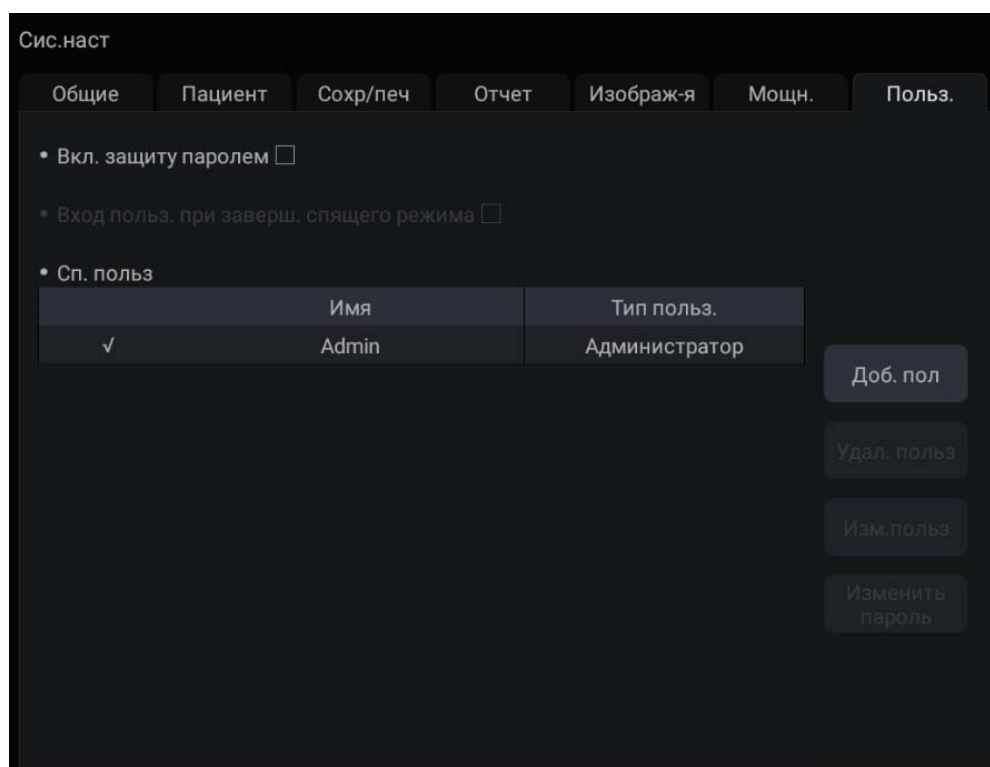 Сис.наст
Общие Пациент Сохр/печ Отчет Изображ-я Мощн. Польз.
• Вкл. защиту паролем
• Вход польз. при заверш. спящего режима
• Сп. польз
Имя Тип польз.
√ Admin Администратор
Доб. пол
Удал. польз
Изм.польз
Изменить
пароль